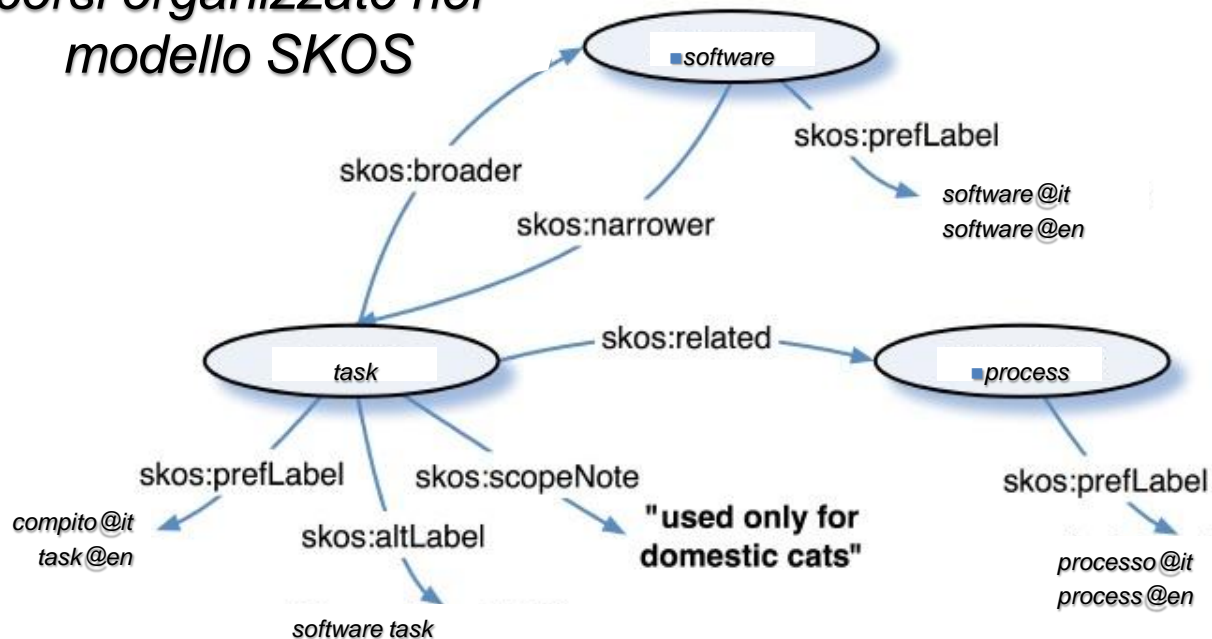 organizzato nel
modello SKOS
software
skos:prefLabel
skos:broader
software@it
skos:narrower
software@en
skos:related
task
process
skos:prefLabel
skos:scopeNote
skos:prefLabel
compito@it
task@en
skos:altLabel
"used only for
domestic cats"
processo@it
process@en
software task